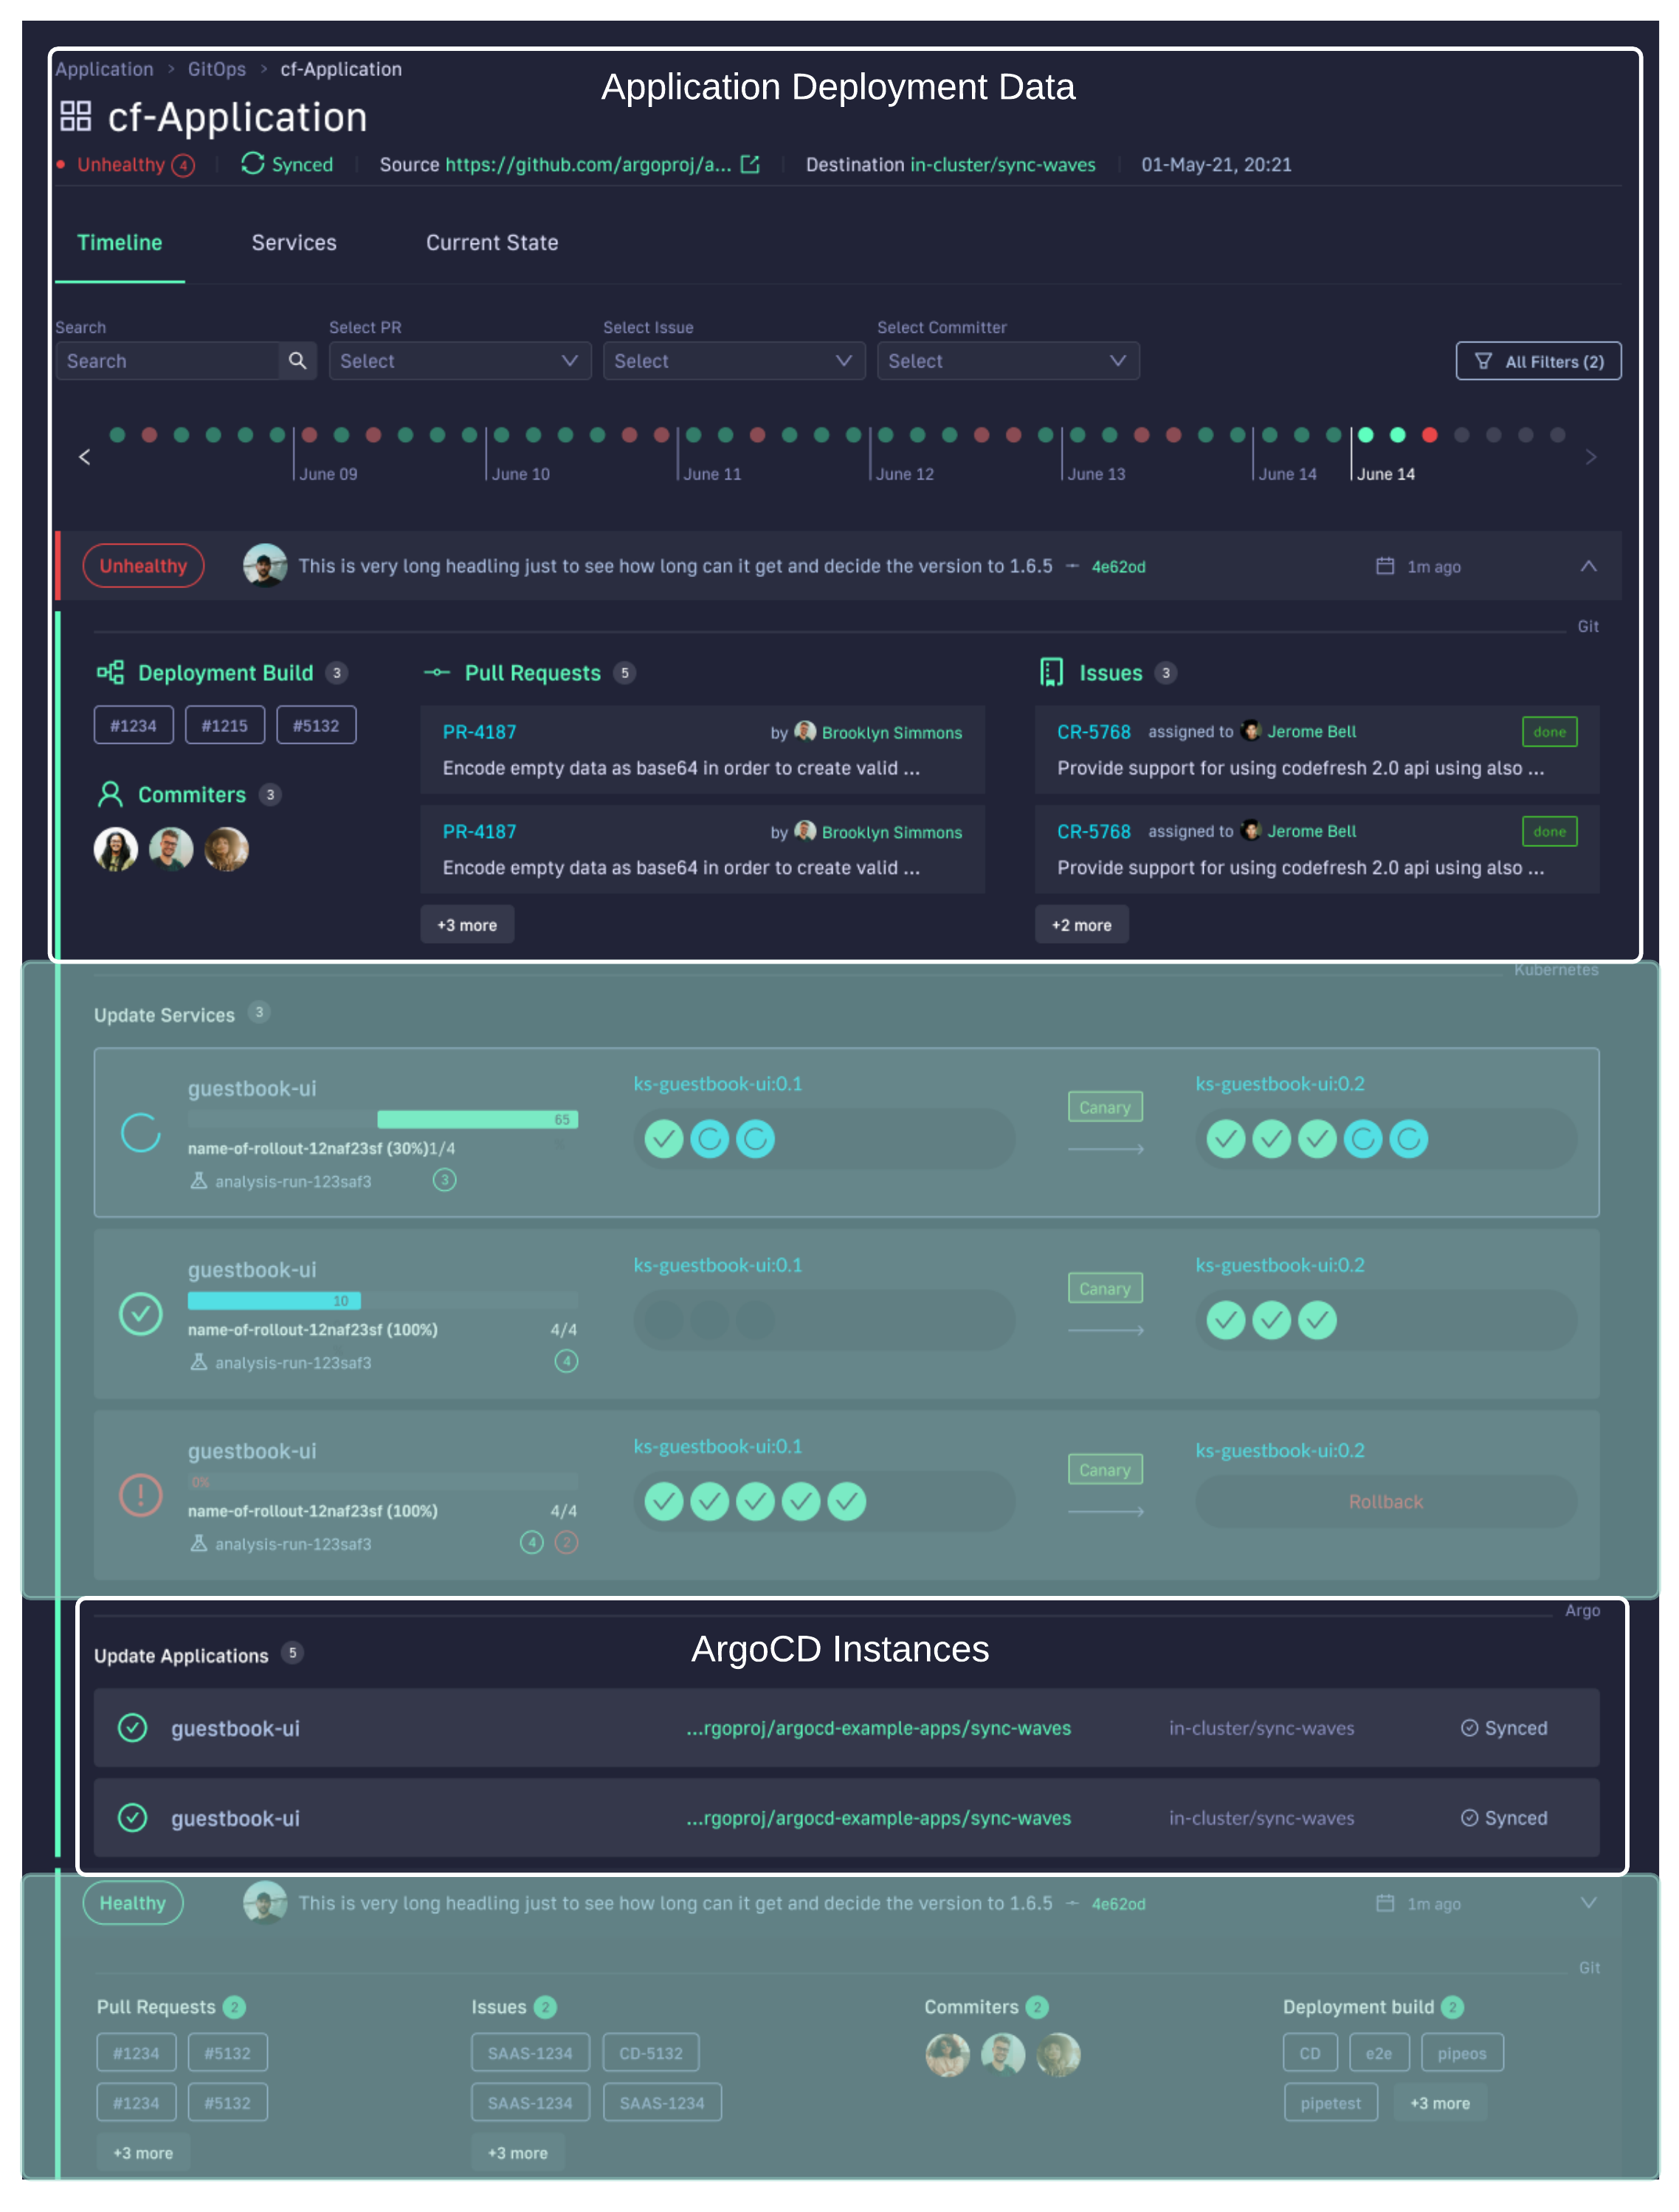 Application > GitOps > cf-Application
Application Deployment Data
cf-Application
Unhealthy 4 Synced Source https://github.com/argoproj/a... Destination in-cluster/sync-waves 01-May-21, 20:21
Timeline Services Current State
Search Select PR Select Issue Select Committer
Search Select Select Select All Filters (2)
< >
June 09 June 10 June 11 June 12 June 13 June 14 June 14
Unhealthy This is very long headling just to see how long can it get and decide the version to 1.6.5 4e62od 1m ago
Git
Deployment Build 3 Pull Requests 5 Issues 3
#1234 #1215 #5132
PR-4187 by Brooklyn Simmons CR-5768 assigned to Jerome Bell done
Encode empty data as base64 in order to create valid ... Provide support for using codefresh 2.0 api using also ...
Commiters 3
PR-4187 by Brooklyn Simmons CR-5768 assigned to Jerome Bell done
Encode empty data as base64 in order to create valid ... Provide support for using codefresh 2.0 api using also ...
+3 more +2 more
Kubernetes
Update Services 3
guestbook-ui ks-guestbook-ui:0.1 ks-guestbook-ui:0.2
65 Canary
name-of-rollout-12naf23sf (30%)1/4
analysis-run-123saf3 3
guestbook-ui ks-guestbook-ui:0.1 ks-guestbook-ui:0.2
10 Canary
name-of-rollout-12naf23sf (100%) 4/4
analysis-run-123saf3 4
guestbook-ui ks-guestbook-ui:0.1 ks-guestbook-ui:0.2
0% Canary
name-of-rollout-12naf23sf (100%) 4/4 Rollback
analysis-run-123saf3 4 2
Argo
Update Applications 5 ArgoCD Instances
guestbook-ui ...rgoproj/argocd-example-apps/sync-waves in-cluster/sync-waves Synced
guestbook-ui ...rgoproj/argocd-example-apps/sync-waves in-cluster/sync-waves Synced
Healthy This is very long headling just to see how long can it get and decide the version to 1.6.5 4e62od 1m ago
Git
Pull Requests 2 Issues 2 Commiters 2 Deployment build 2
#1234 #5132 SAAS-1234 CD-5132 CD e2e pipeos
#1234 #5132 SAAS-1234 SAAS-1234 pipetest +3 more
+3 more +3 more